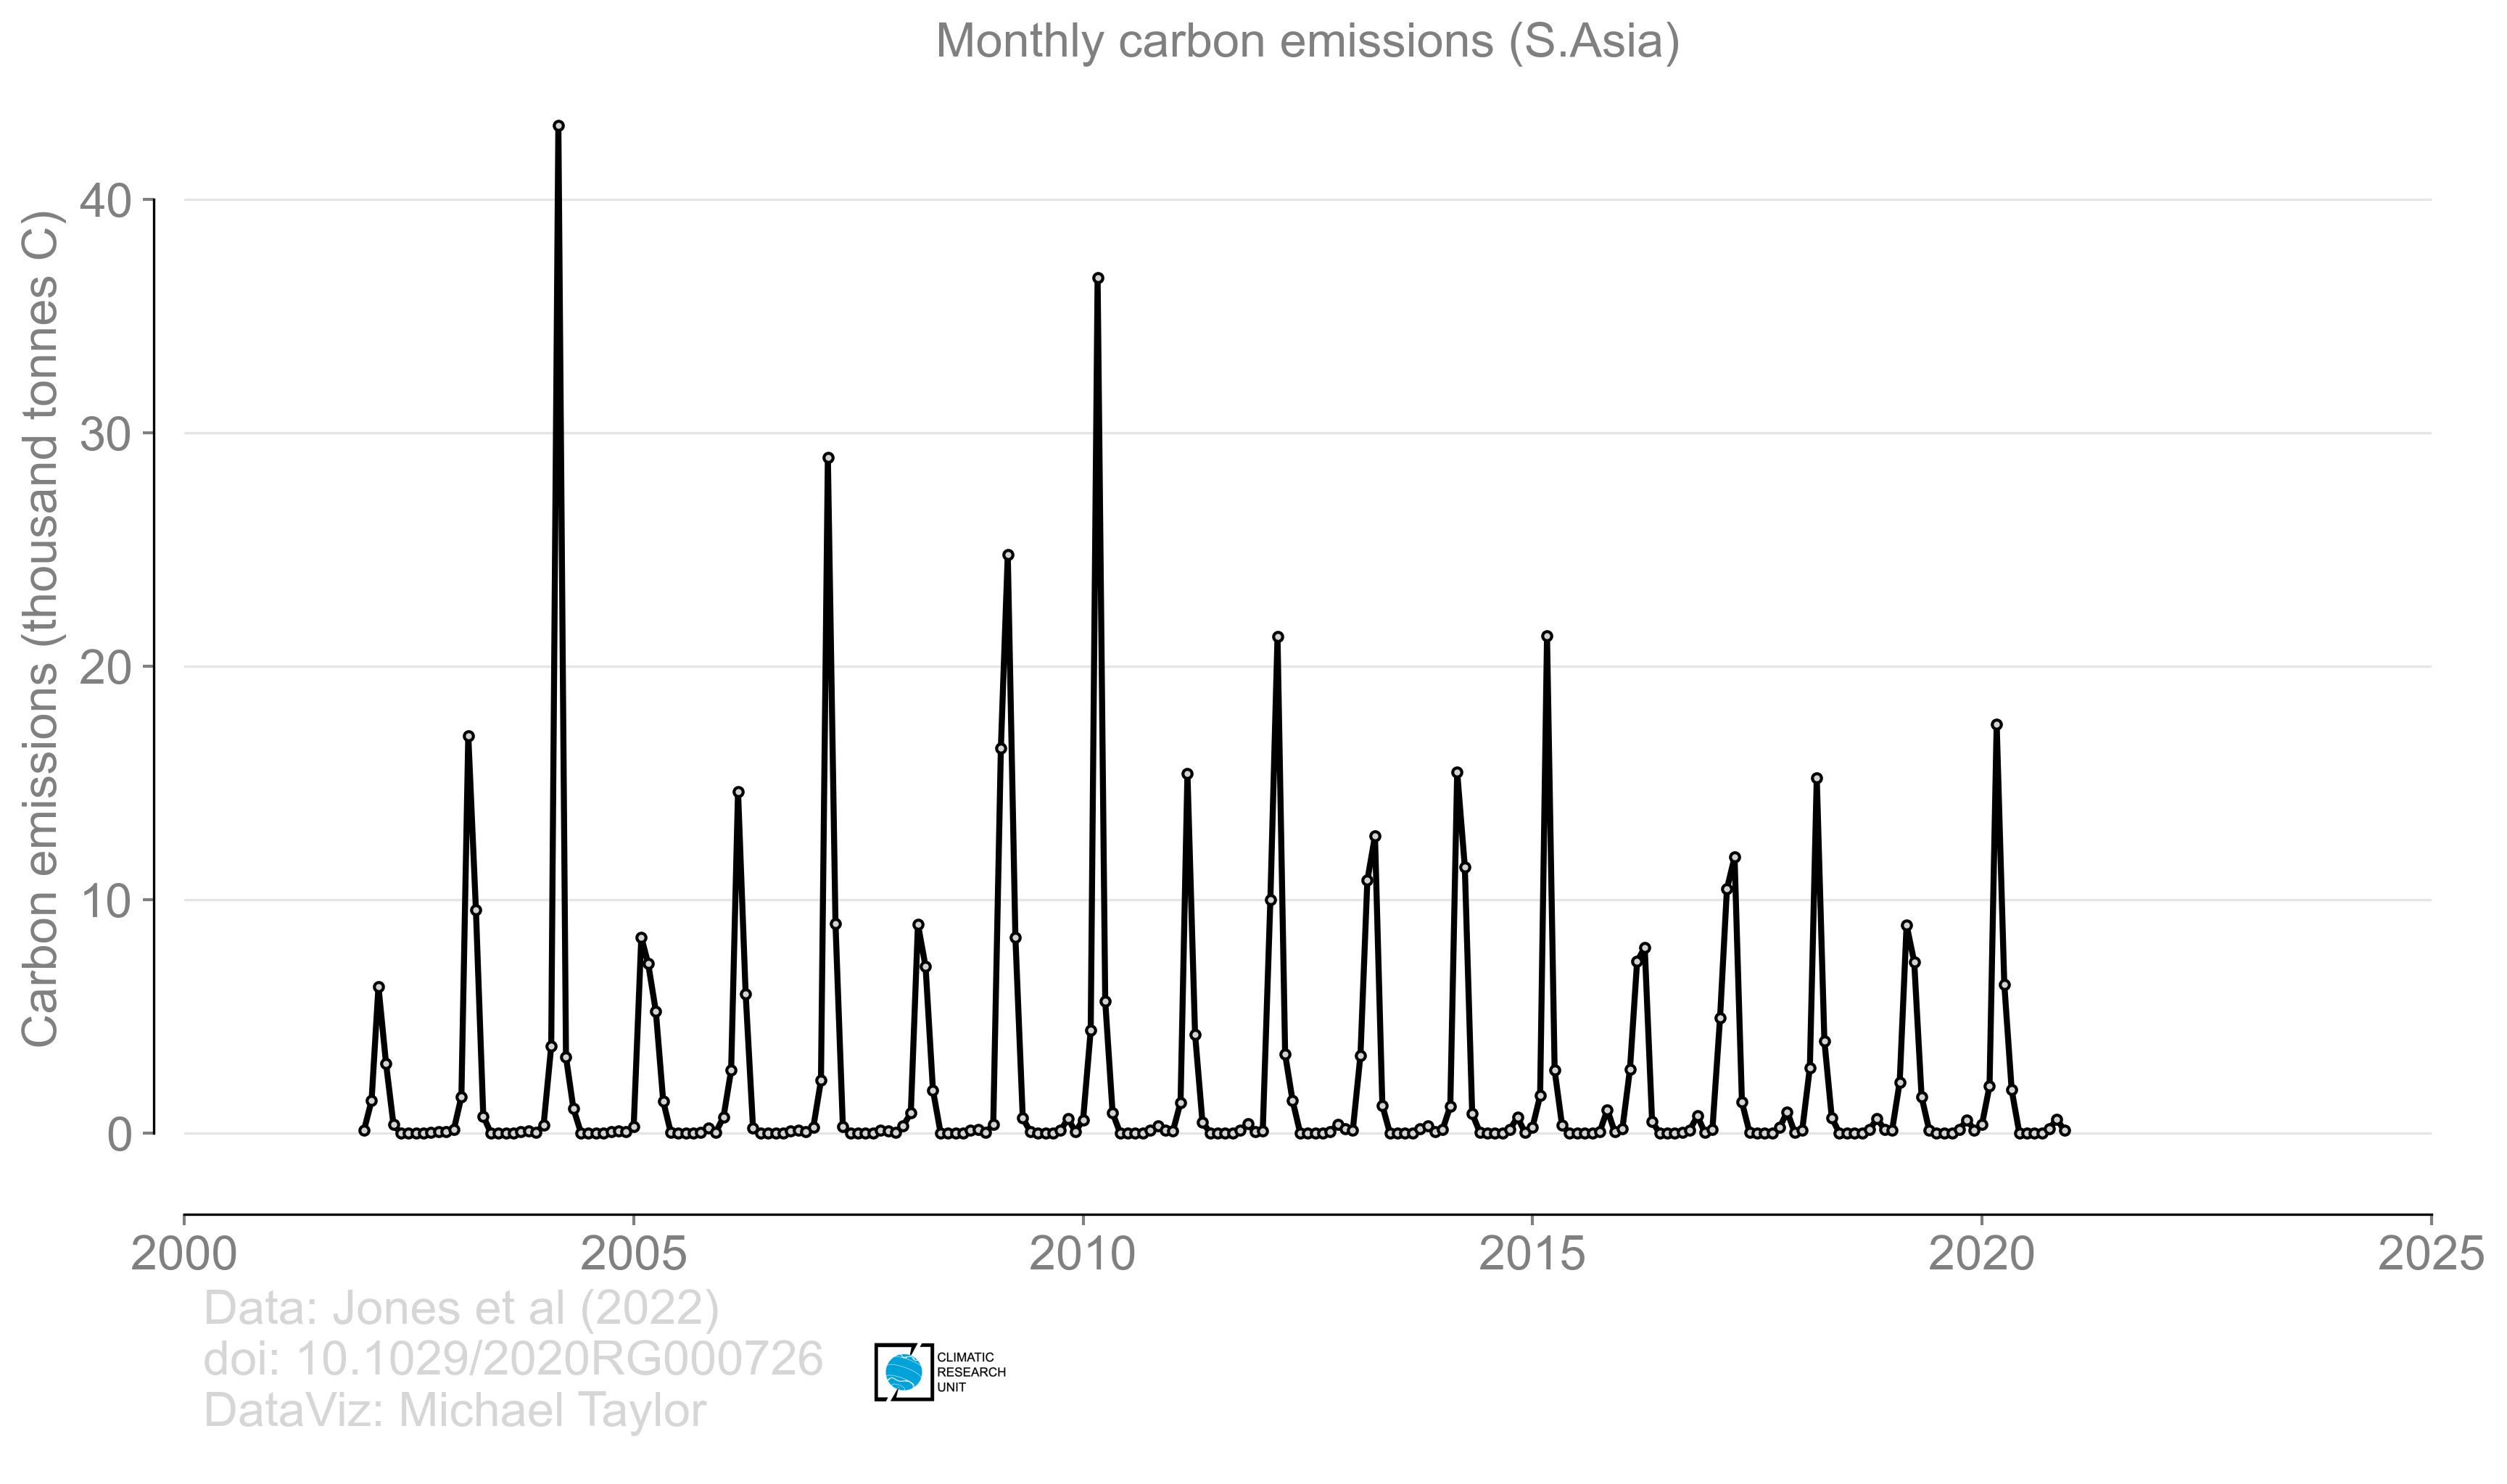 Monthly carbon emissions (S.Asia)
Carbon emissions (thousand tonnes C)
40
30
20
10
0
2000 2005 2010 2015 2020 2025
Data: Jones et al (2022)
doi: 10.1029/2020RG000726
DataViz: Michael Taylor
CLIMATIC
RESEARCH
UNIT